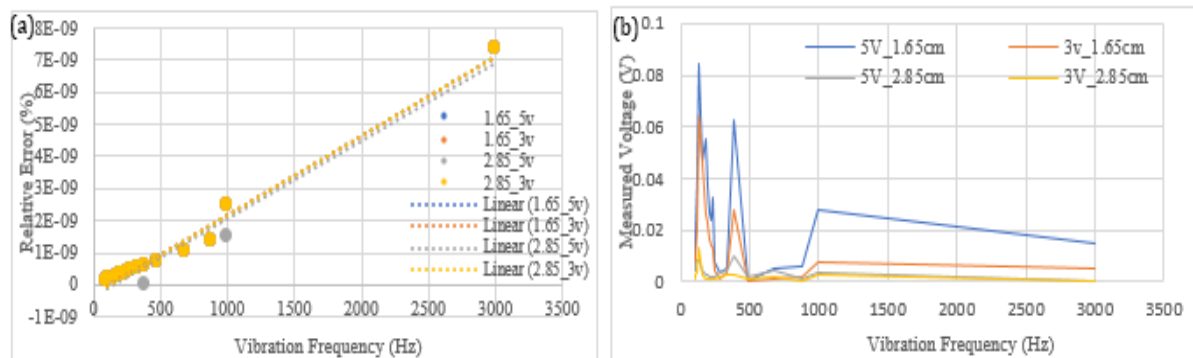 (a)
8E-09
7E-09
6E-09
5E-09
4E-09
3E-09
2E-09
1E-09
0
-1E-09
Relative Error (%)
0 500 1000 1500 2000 2500 3000 3500
Vibration Frequency (Hz)
1.65_5v
1.65_3v
2.85_5v
2.85_3v
Linear (1.65_5v)
Linear (1.65_3v)
Linear (2.85_5v)
Linear (2.85_3v)
(b)
0.1
0.08
0.06
0.04
0.02
0
Measured Voltage (V)
0 500 1000 1500 2000 2500 3000 3500
Vibration Frequency (Hz)
5V_1.65cm 3v_1.65cm
5V_2.85cm 3V_2.85cm